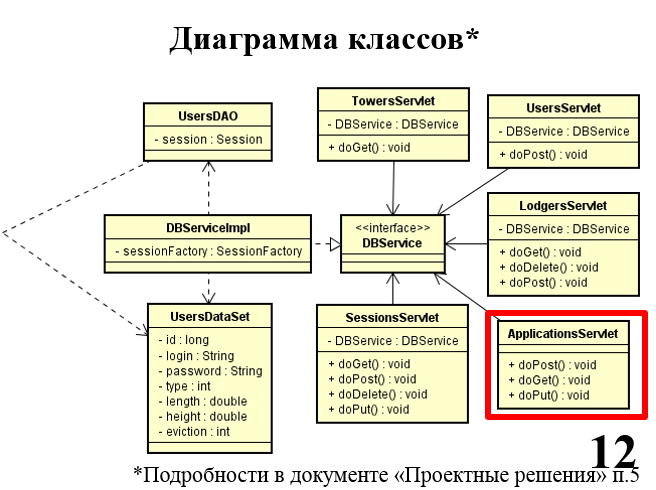 Диаграмма классов*
UsersDAO
- session : Session
DBServiceImpl
- sessionFactory : SessionFactory
UsersDataSet
- id : long
- login : String
- password : String
- type : int
- length : double
- height : double
- eviction : int
TowersServlet
- DBService : DBService
+ doGet() : void
UsersServlet
- DBService : DBService
+ doPost() : void
<<interface>>
DBService
LodgersServlet
- DBService : DBService
+ doGet() : void
+ doDelete() : void
+ doPost() : void
SessionsServlet
- DBService : DBService
+ doGet() : void
+ doPost() : void
+ doDelete() : void
+ doPut() : void
ApplicationsServlet
+ doPost() : void
+ doGet() : void
+ doPut() : void
12
*Подробности в документе «Проектные решения» п.5